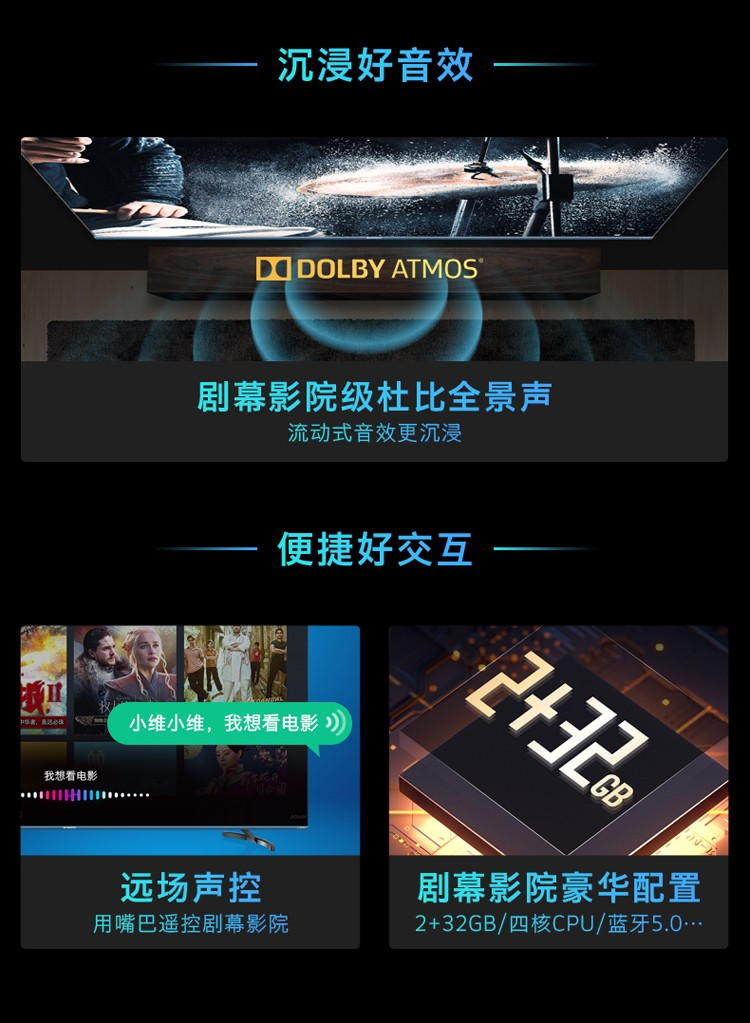 沉浸好音效
DOLBY ATMOS®
剧幕影院级杜比全景声
流动式音效更沉浸
便捷好交互
小维小维，我想看电影
我想看电影
2+32GB
远场声控
用嘴巴遥控剧幕影院
剧幕影院豪华配置
2+32GB/四核CPU/蓝牙5.0…